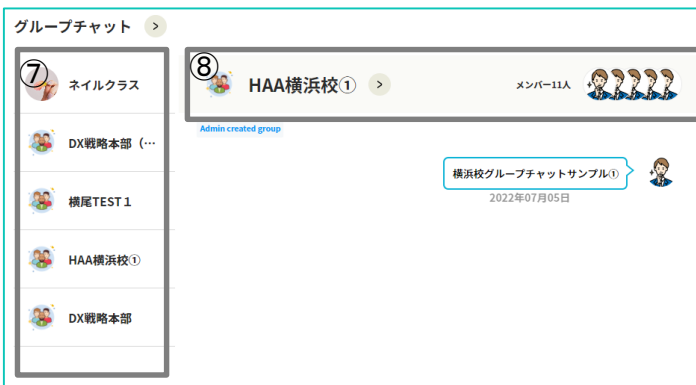 グループチャット >
⑦
ネイルクラス
DX戦略本部（…
横尾TEST１
HAA横浜校①
DX戦略本部
⑧
HAA横浜校① >
メンバー11人
Admin created group
横浜校グループチャットサンプル①
2022年07月05日